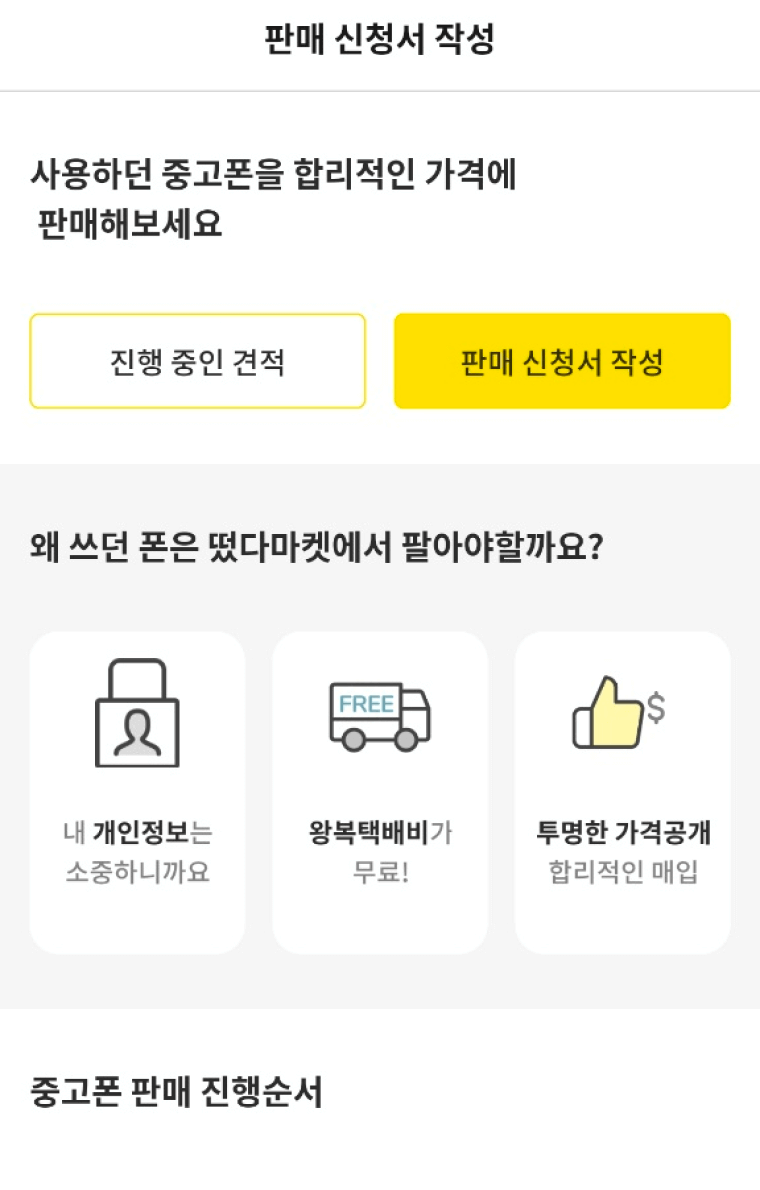 판매 신청서 작성
사용하던 중고폰을 합리적인 가격에
판매해보세요
진행 중인 견적
판매 신청서 작성
왜 쓰던 폰은 떴다마켓에서 팔아야할까요?
내 개인정보는
소중하니까요
FREE
왕복택배비가
무료!
$
투명한 가격공개
합리적인 매입
중고폰 판매 진행순서